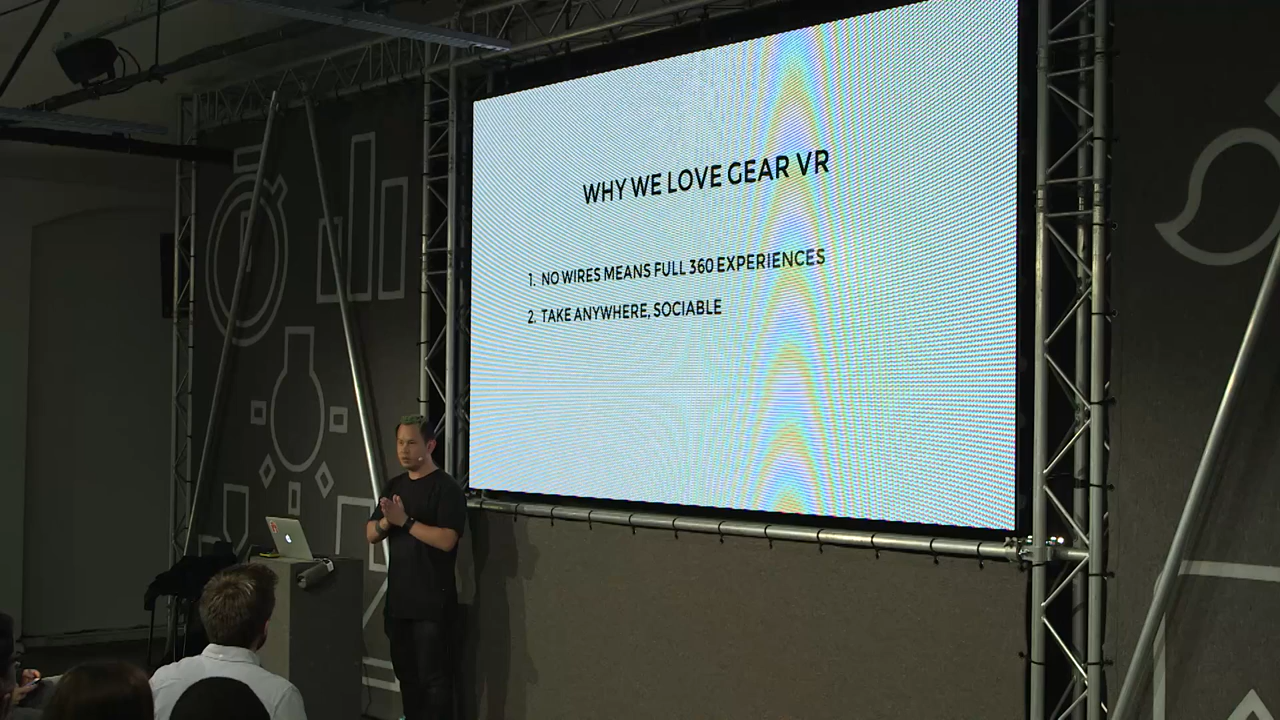 WHY WE LOVE GEAR VR
1. NO WIRES MEANS FULL 360 EXPERIENCES
2. TAKE ANYWHERE, SOCIABLE